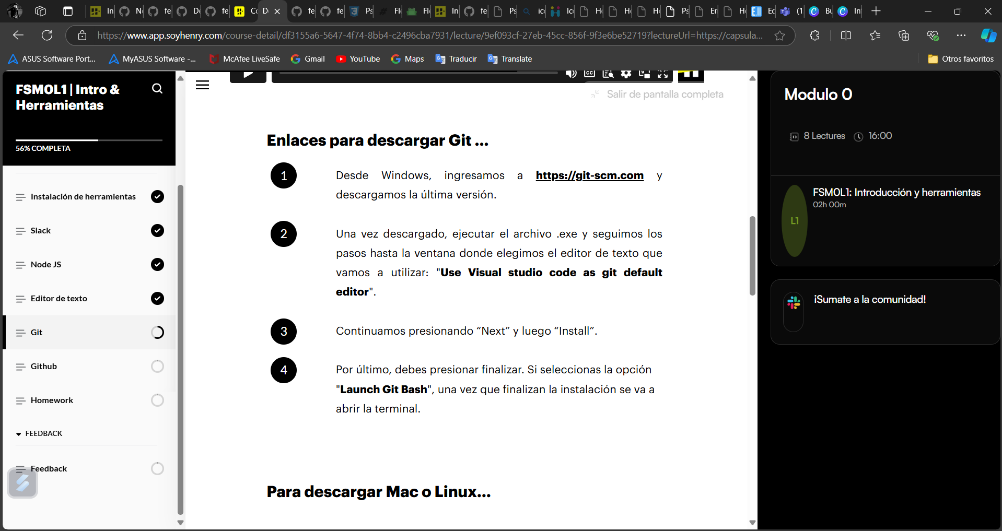 https://www.app.soyhenry.com/course-detail/df3155a6-5647-4f74-8bb4-c2496cba7931/lecture/9ef093cf-27eb-45cc-856f-9f3e6be52719?lectureUrl=https://capsula...
ASUS Software Port...
MyASUS Software -...
McAfee LiveSafe
Gmail
YouTube
Maps
Traducir
Translate
Otros favoritos
FSM0L1 | Intro &
Herramientas
56% COMPLETA
Instalación de herramientas
Slack
Node JS
Editor de texto
Git
Github
Homework
FEEDBACK
Feedback
Salir de pantalla completa
Enlaces para descargar Git ...
1
Desde Windows, ingresamos a https://git-scm.com y
descargamos la última versión.
2
Una vez descargado, ejecutar el archivo .exe y seguimos los
pasos hasta la ventana donde elegimos el editor de texto que
vamos a utilizar: "Use Visual studio code as git default
editor".
3
Continuamos presionando “Next” y luego “Install”.
4
Por último, debes presionar finalizar. Si seleccionas la opción
"Launch Git Bash", una vez que finalizan la instalación se va a
abrir la terminal.
Para descargar Mac o Linux...
Modulo 0
8 Lectures
16:00
L1
FSM0L1: Introducción y herramientas
02h 00m
¡Sumate a la comunidad!